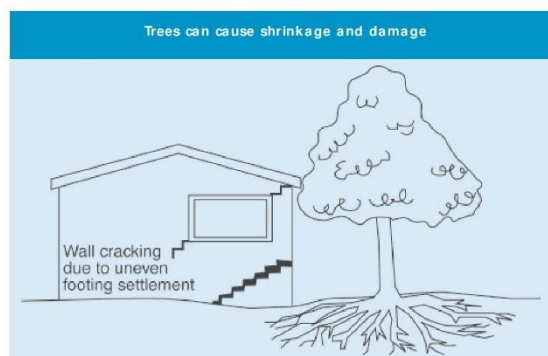 Trees can cause shrinkage and damage
Wall cracking
due to uneven
footing settlement